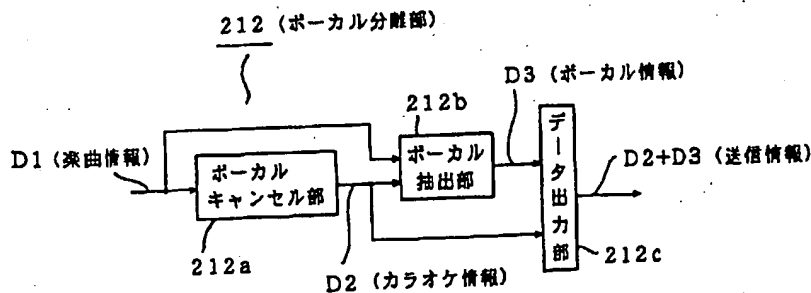 212 (ボーカル分離部)
D3 (ボーカル情報)
212b
D1 (楽曲情報)
ボーカル
キャンセル部
ボーカル
抽出部
データ出力部
D2+D3 (送信情報)
212a
D2 (カラオケ情報)
212c